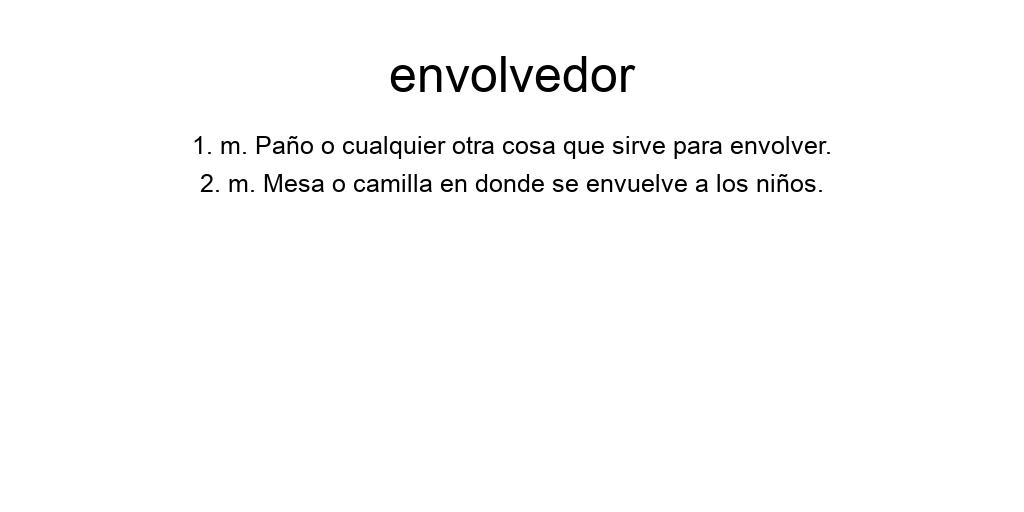 envolvedor
1. m. Paño o cualquier otra cosa que sirve para envolver.
2. m. Mesa o camilla en donde se envuelve a los niños.